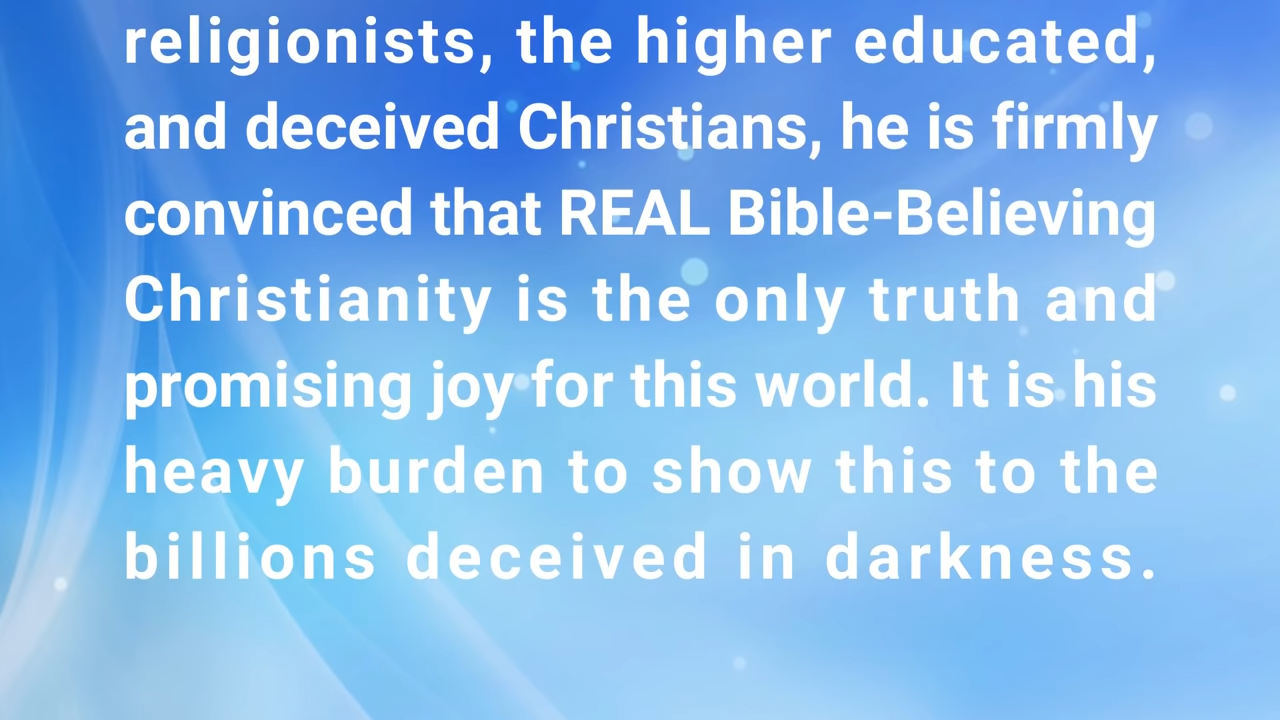 religionists, the higher educated,
and deceived Christians, he is firmly
convinced that REAL Bible-Believing
Christianity is the only truth and
promising joy for this world. It is his
heavy burden to show this to the
billions deceived in darkness.